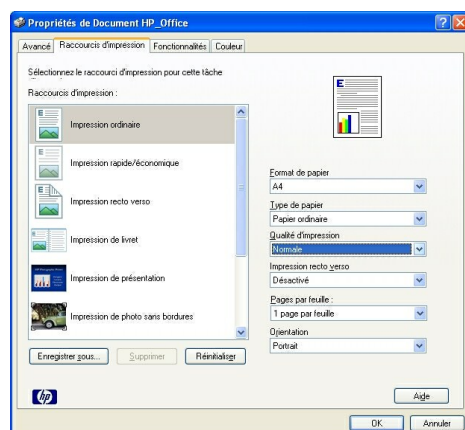 Propriétés de Document HP_Office
Avancé
Raccourcis d'impression
Fonctionnalités
Couleur
Sélectionnez le raccourci d'impression pour cette tâche
Raccourcis d'impression :
Impression ordinaire
Impression rapide/économique
Impression recto verso
Impression de livret
Impression de présentation
Impression de photo sans bordures
Enregistrer sous...
Supprimer
Réinitialiser
Format de papier
A4
Type de papier
Papier ordinaire
Qualité d'impression
Normale
Impression recto verso
Désactivé
Pages par feuille :
1 page par feuille
Orientation
Portrait
hp
Aide
OK
Annuler